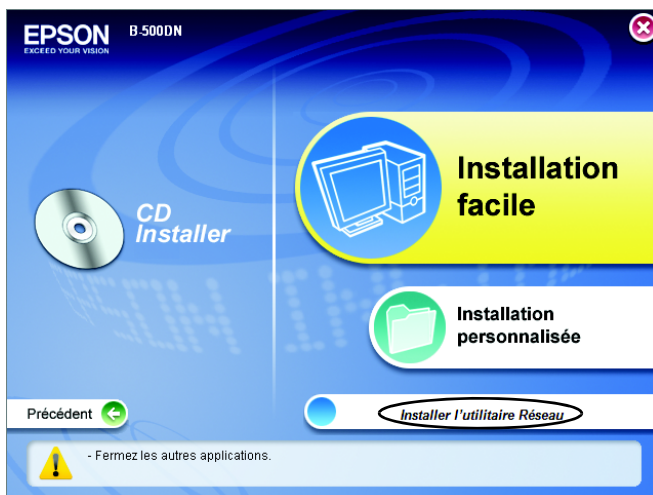 EPSON
EXCEED YOUR VISION
B-500DN
Installation
facile
CD
Installer
Installation
personnalisée
Précédent
Installer l'utilitaire Réseau
- Fermez les autres applications.